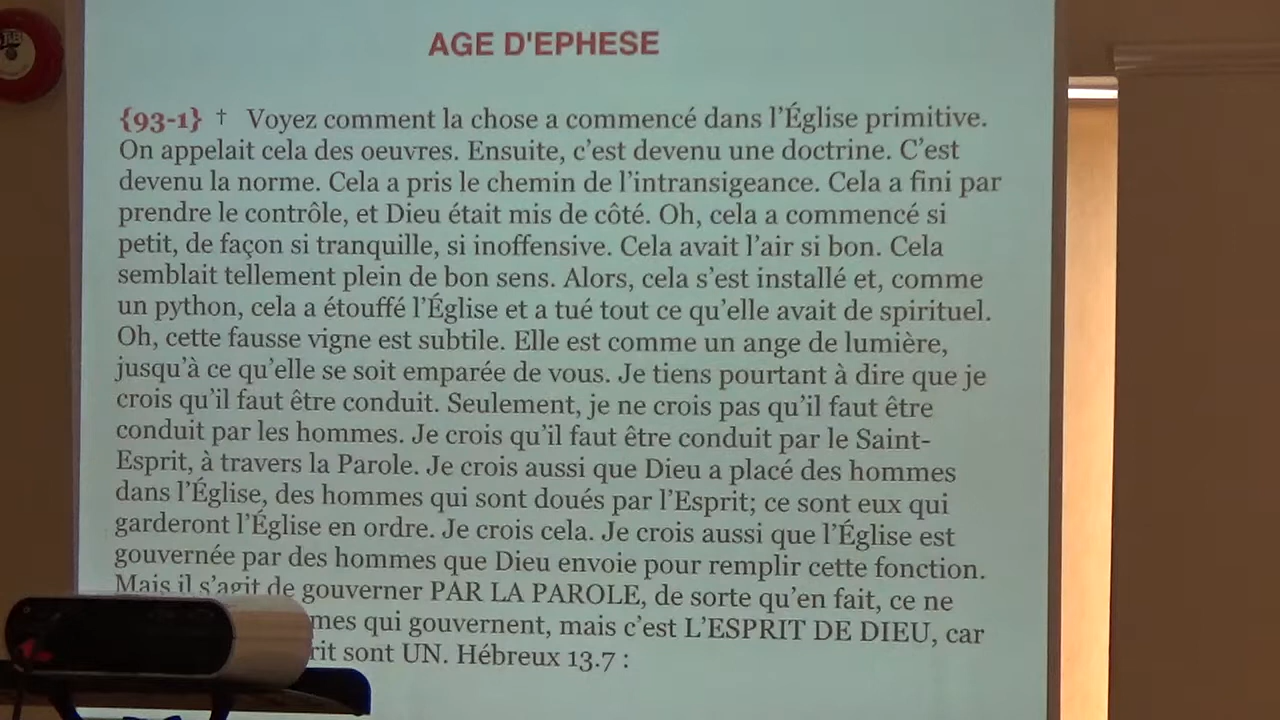 AGE D'EPHESE
{93-1} † Voyez comment la chose a commencé dans l'Église primitive.
On appelait cela des oeuvres. Ensuite, c'est devenu une doctrine. C'est
devenu la norme. Cela a pris le chemin de l'intransigeance. Cela a fini par
prendre le contrôle, et Dieu était mis de côté. Oh, cela a commencé si
petit, de façon si tranquille, si inoffensive. Cela avait l'air si bon. Cela
semblait tellement plein de bon sens. Alors, cela s'est installé et, comme
un python, cela a étouffé l'Église et a tué tout ce qu'elle avait de spirituel.
Oh, cette fausse vigne est subtile. Elle est comme un ange de lumière,
jusqu'à ce qu'elle se soit emparée de vous. Je tiens pourtant à dire que je
crois qu'il faut être conduit. Seulement, je ne crois pas qu'il faut être
conduit par les hommes. Je crois qu'il faut être conduit par le Saint-
Esprit, à travers la Parole. Je crois aussi que Dieu a placé des hommes
dans l'Église, des hommes qui sont doués par l'Esprit; ce sont eux qui
garderont l'Église en ordre. Je crois cela. Je crois aussi que l'Église est
gouvernée par des hommes que Dieu envoie pour remplir cette fonction.
Mais il s'agit de gouverner PAR LA PAROLE, de sorte qu'en fait, ce ne
mes qui gouvernent, mais c'est L'ESPRIT DE DIEU, car
rit sont UN. Hébreux 13.7 :